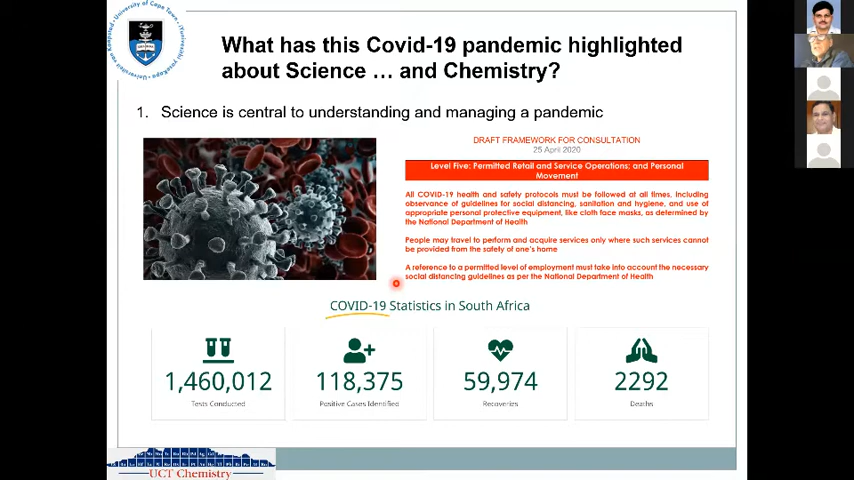 What has this Covid-19 pandemic highlighted
about Science ... and Chemistry?
1. Science is central to understanding and managing a pandemic
DRAFT FRAMEWORK FOR CONSULTATION
25 April 2020
Level Five: Permitted Retail and Service Operations; and Personal
Movement
All COVID-19 health and safety protocols must be followed at all times, including
observance of guidelines for social distancing, sanitation and hygiene, and use of
appropriate personal protective equipment, like cloth face masks, as determined by
the National Department of Health
People may travel to perform and acquire services only where such services cannot
be provided from the safety of one's home
A reference to a permitted level of employment must take into account the necessary
social distancing guidelines as per the National Department of Health
COVID-19 Statistics in South Africa
1,460,012
118,375
59,974
2292
Tests Conducted
Positive Cases Identified
Recoveries
Deaths
UCT Chemistry